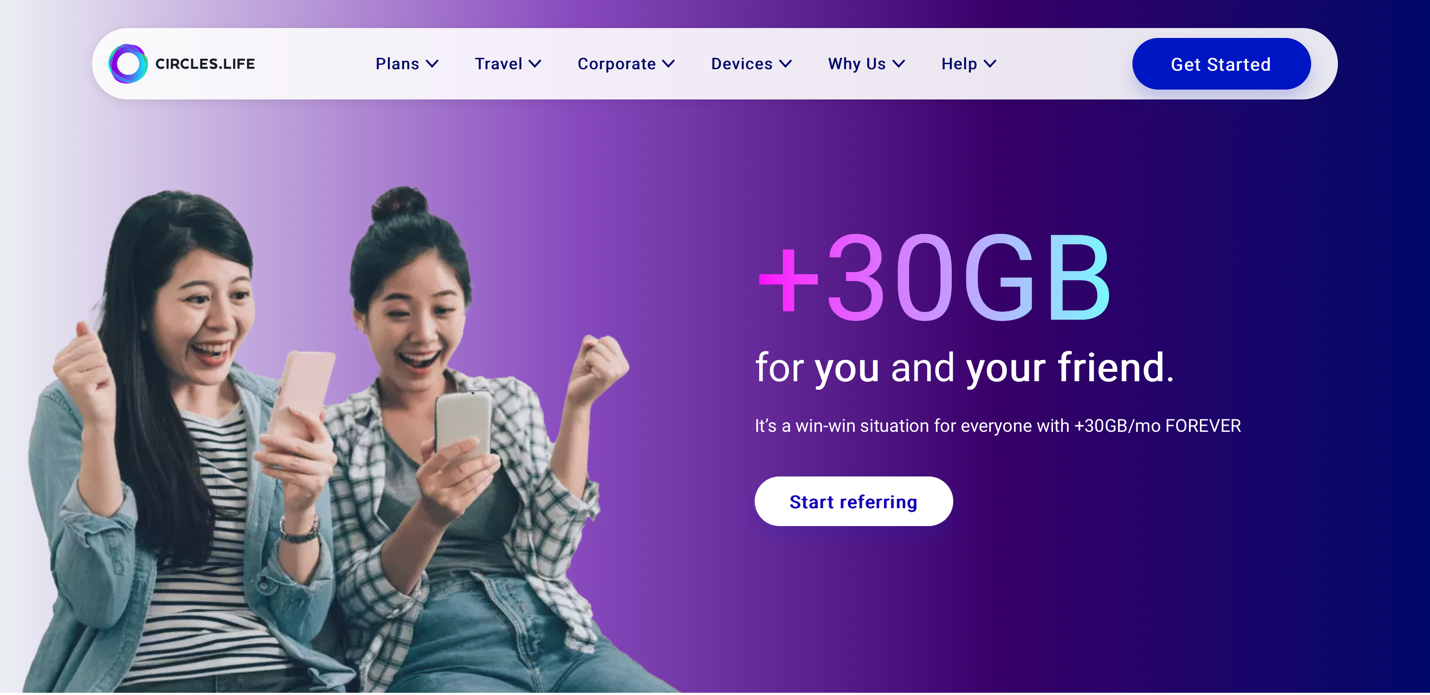 CIRCLES.LIFE
Plans
Travel
Corporate
Devices
Why Us
Help
Get Started
+30GB
for you and your friend.
It’s a win-win situation for everyone with +30GB/mo FOREVER
Start referring